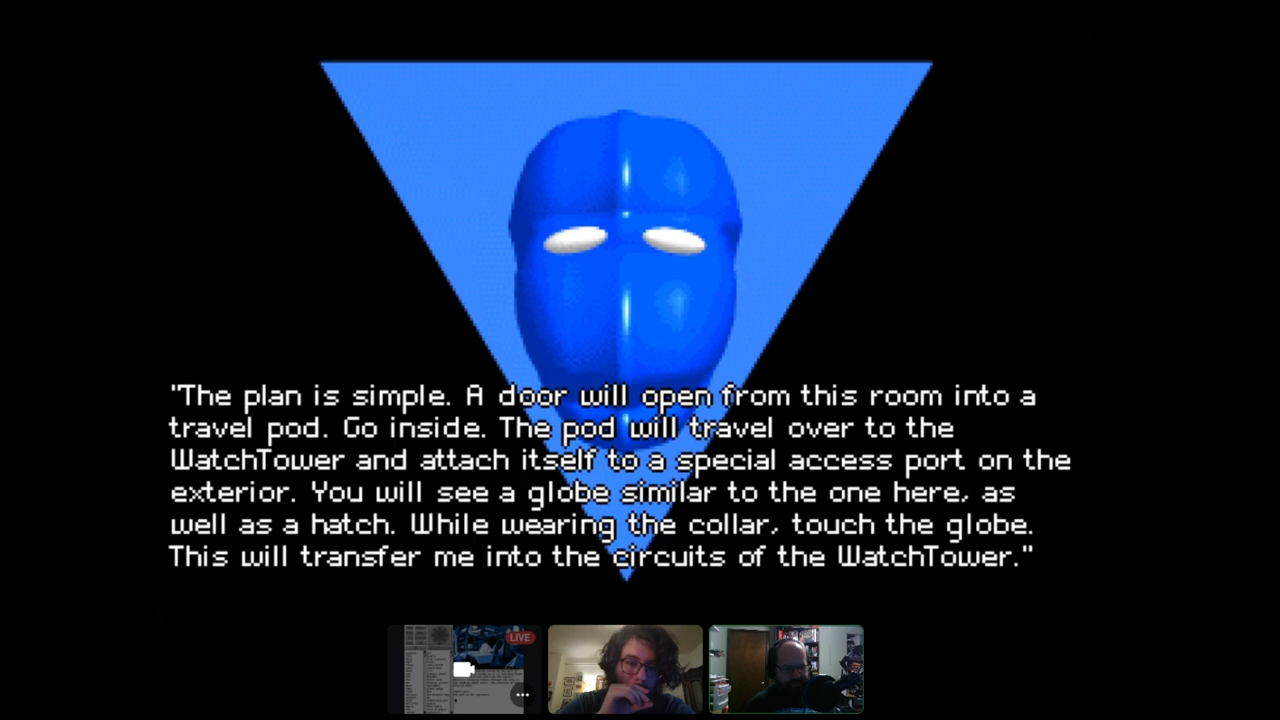 "The plan is simple. A door will open from this room into a
travel pod. Go inside. The pod will travel over to the
WatchTower and attach itself to a special access port on the
exterior. You will see a globe similar to the one here, as
well as a hatch. While wearing the collar, touch the globe.
This will transfer me into the circuits of the WatchTower."
LIVE